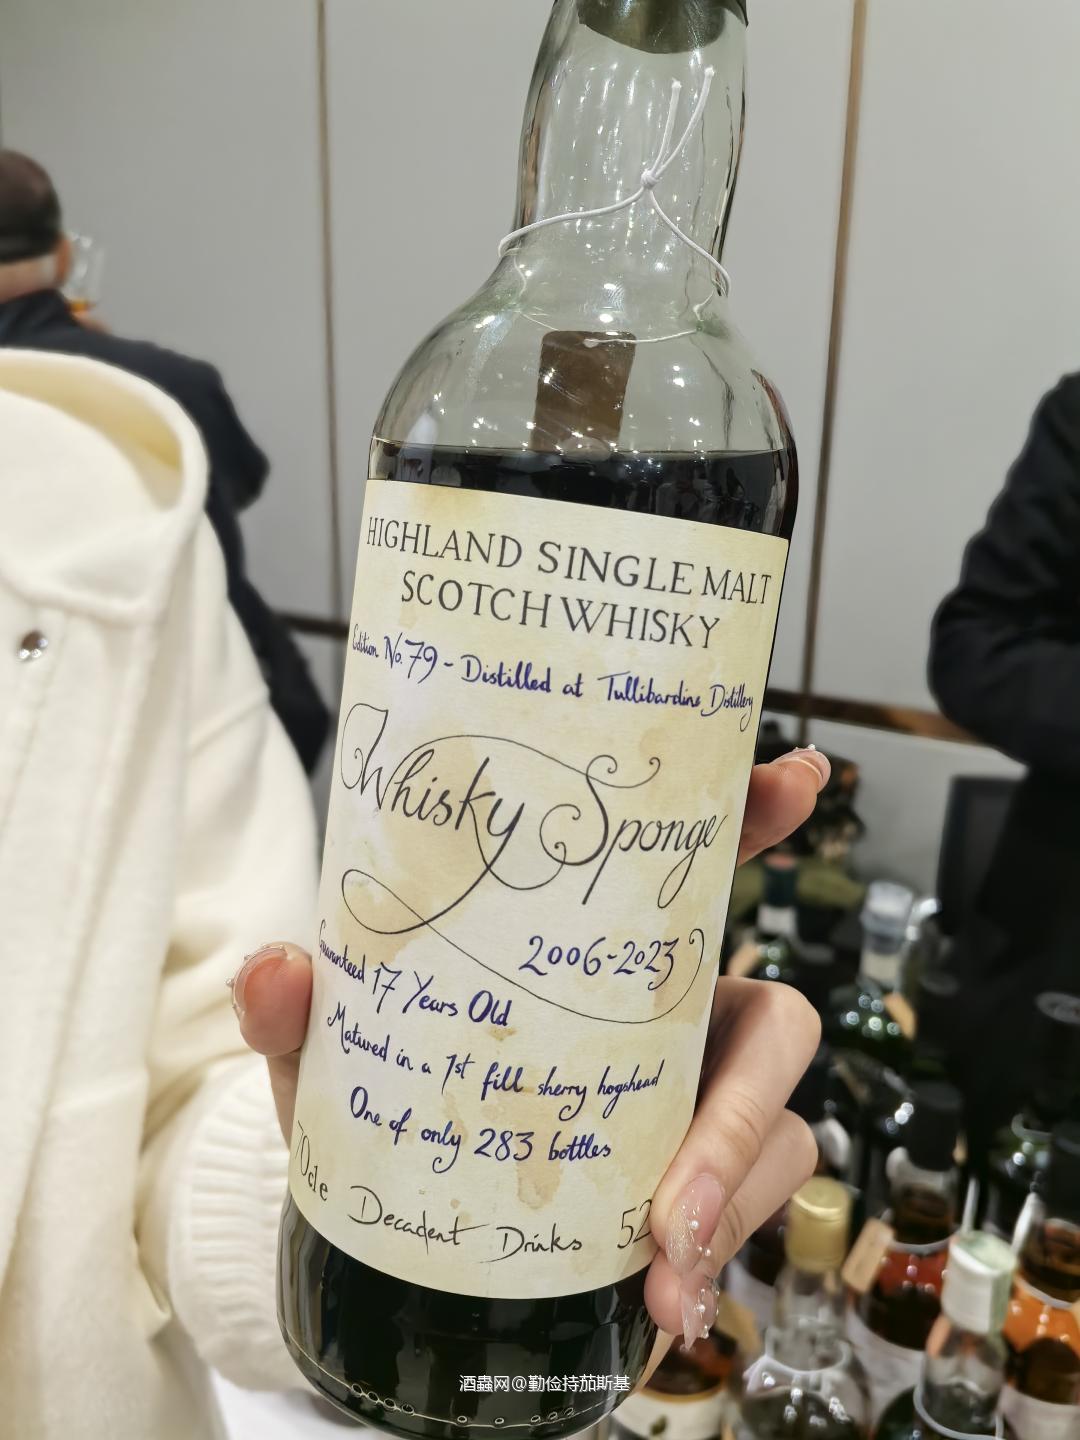 HIGHLAND SINGLE MALT
SCOTCH WHISKY
Edition No.79 - Distilled at Tullibardine Distillery
Whisky Sponge
2006-2023
Guaranteed 17 Years Old
Matured in a 1st fill sherry hogshead
One of only 283 bottles
70cle Decadent Drinks 52
酒蟲网@勤俭持茄斯基